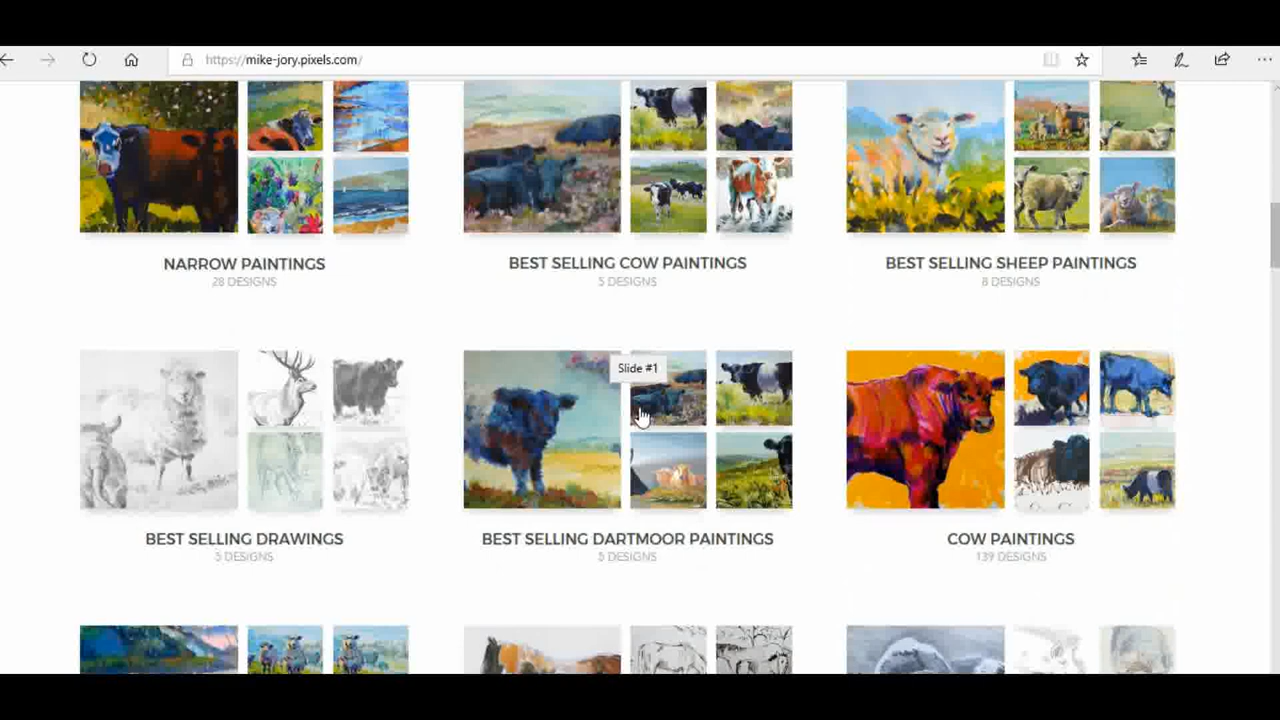 https://mike-jory.pixels.com/
NARROW PAINTINGS
28 DESIGNS
BEST SELLING COW PAINTINGS
5 DESIGNS
BEST SELLING SHEEP PAINTINGS
8 DESIGNS
Slide #1
BEST SELLING DRAWINGS
5 DESIGNS
BEST SELLING DARTMOOR PAINTINGS
5 DESIGNS
COW PAINTINGS
139 DESIGNS